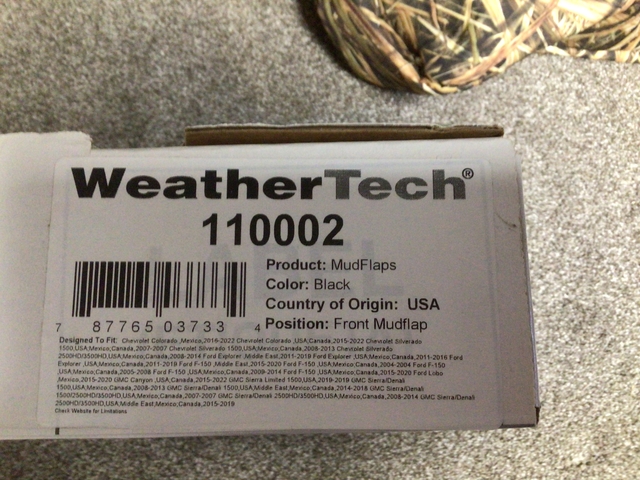 WeatherTech®
110002
Product: MudFlaps
Color: Black
Country of Origin: USA
7 87765 03733 4 Position: Front Mudflap
Designed To Fit: Chevrolet Colorado ,Mexico,2016-2022 Chevrolet Colorado ,USA,Canada,2015-2022 Chevrolet Silverado
1500,USA,Mexico,Canada,2007-2007 Chevrolet Silverado 1500,USA,Mexico,Canada,2008-2013 Chevrolet Silverado
2500HD/3500HD,USA,Mexico,Canada,2008-2014 Ford Explorer ,Middle East,2011-2019 Ford Explorer ,USA,Mexico,Canada,2011-2016 Ford
Explorer ,USA,Mexico,Canada,2011-2019 Ford F-150 ,Middle East,2015-2020 Ford F-150 ,USA,Mexico,Canada,2004-2004 Ford F-150
,USA,Mexico,Canada,2005-2008 Ford F-150 ,USA,Mexico,Canada,2009-2014 Ford F-150 ,USA,Mexico,Canada,2015-2020 Ford Lobo
,Mexico,2015-2020 GMC Canyon ,USA,Canada,2015-2022 GMC Sierra Limited 1500,USA,2019-2019 GMC Sierra/Denali
1500,USA,Mexico,Canada,2008-2013 GMC Sierra/Denali 1500,USA,Middle East,Mexico,Canada,2014-2018 GMC Sierra/Denali
1500/2500HD/3500HD,USA,Mexico,Canada,2007-2007 GMC Sierra/Denali 2500HD/3500HD,USA,Mexico,Canada,2008-2014 GMC Sierra/Denali
2500HD/3500HD,USA,Middle East,Mexico,Canada,2015-2019
Check Website for Limitations